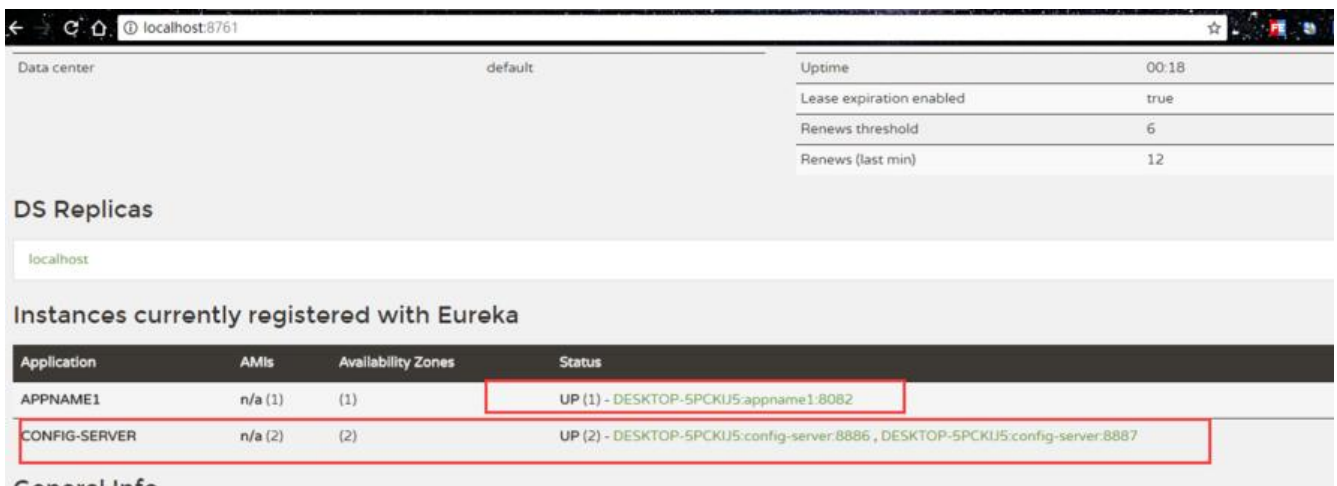 localhost:8761
Data center default Uptime 00:18
Lease expiration enabled true
Renews threshold 6
Renews (last min) 12
DS Replicas
localhost
Instances currently registered with Eureka
Application AMIs Availability Zones Status
APPNAME1 n/a (1) (1) UP (1) - DESKTOP-5PCKIJ5:appname1:8082
CONFIG-SERVER n/a (2) (2) UP (2) - DESKTOP-5PCKIJ5:config-server:8886 , DESKTOP-5PCKIJ5:config-server:8887
General Info